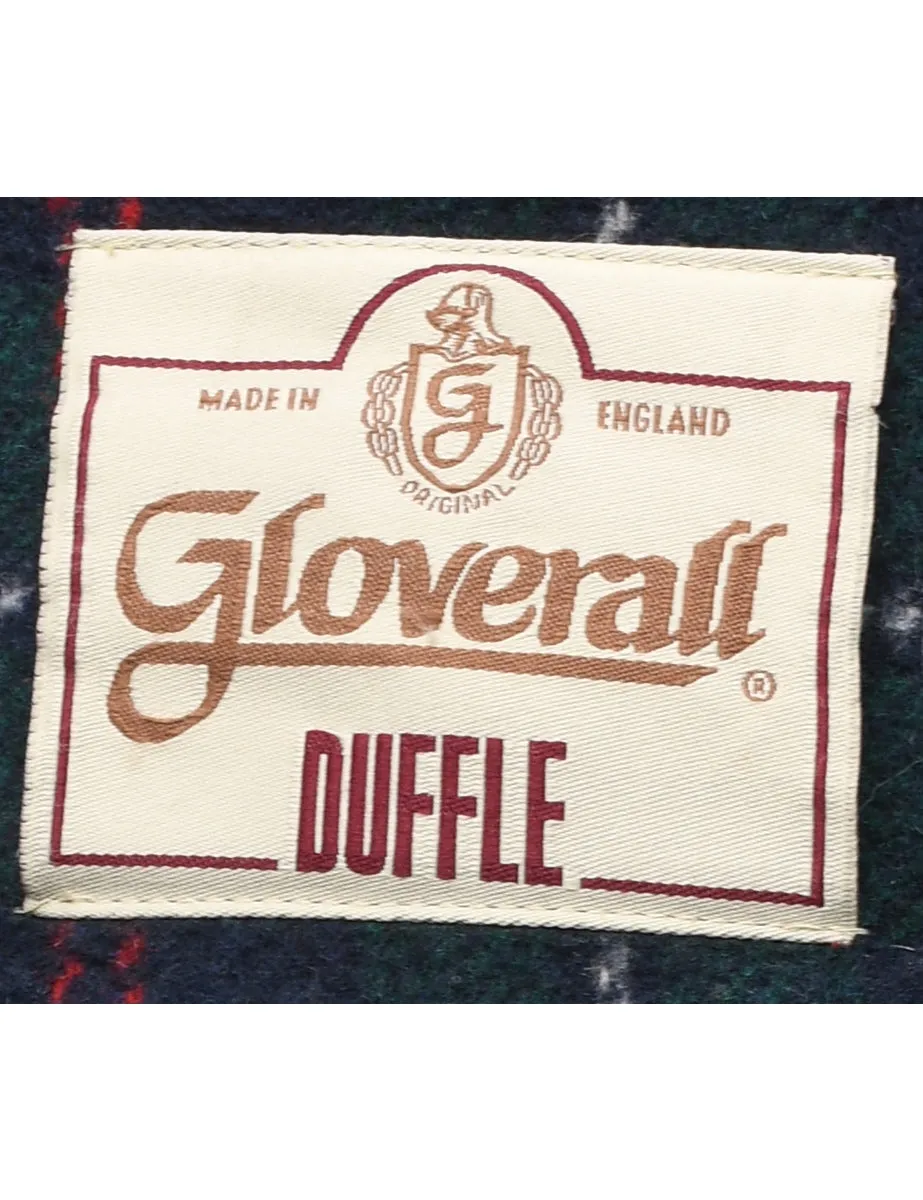 G
MADE IN ENGLAND
ORIGINAL
Gloverall
®
DUFFLE